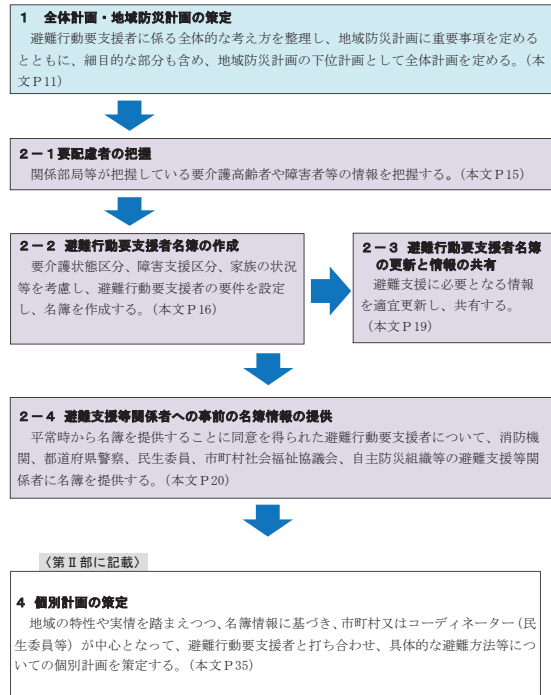 １　全体計画・地域防災計画の策定
　避難行動要支援者に係る全体的な考え方を整理し、地域防災計画に重要事項を定める
とともに、細目的な部分も含め、地域防災計画の下位計画として全体計画を定める。（本
文Ｐ11）
２－１要配慮者の把握
　関係部局等が把握している要介護高齢者や障害者等の情報を把握する。（本文Ｐ15）
２－２ 避難行動要支援者名簿の作成
　要介護状態区分、障害支援区分、家族の状況
等を考慮し、避難行動要支援者の要件を設定
し、名簿を作成する。（本文Ｐ16）
２－３ 避難行動要支援者名簿
の更新と情報の共有
　避難支援に必要となる情報
を適宜更新し、共有する。
（本文Ｐ19）
２－４ 避難支援等関係者への事前の名簿情報の提供
　平常時から名簿を提供することに同意を得られた避難行動要支援者について、消防機
関、都道府県警察、民生委員、市町村社会福祉協議会、自主防災組織等の避難支援等関
係者に名簿を提供する。（本文Ｐ20）
〈第Ⅱ部に記載〉
４ 個別計画の策定
　地域の特性や実情を踏まえつつ、名簿情報に基づき、市町村又はコーディネーター（民
生委員等）が中心となって、避難行動要支援者と打ち合わせ、具体的な避難方法等につ
いての個別計画を策定する。（本文Ｐ35）